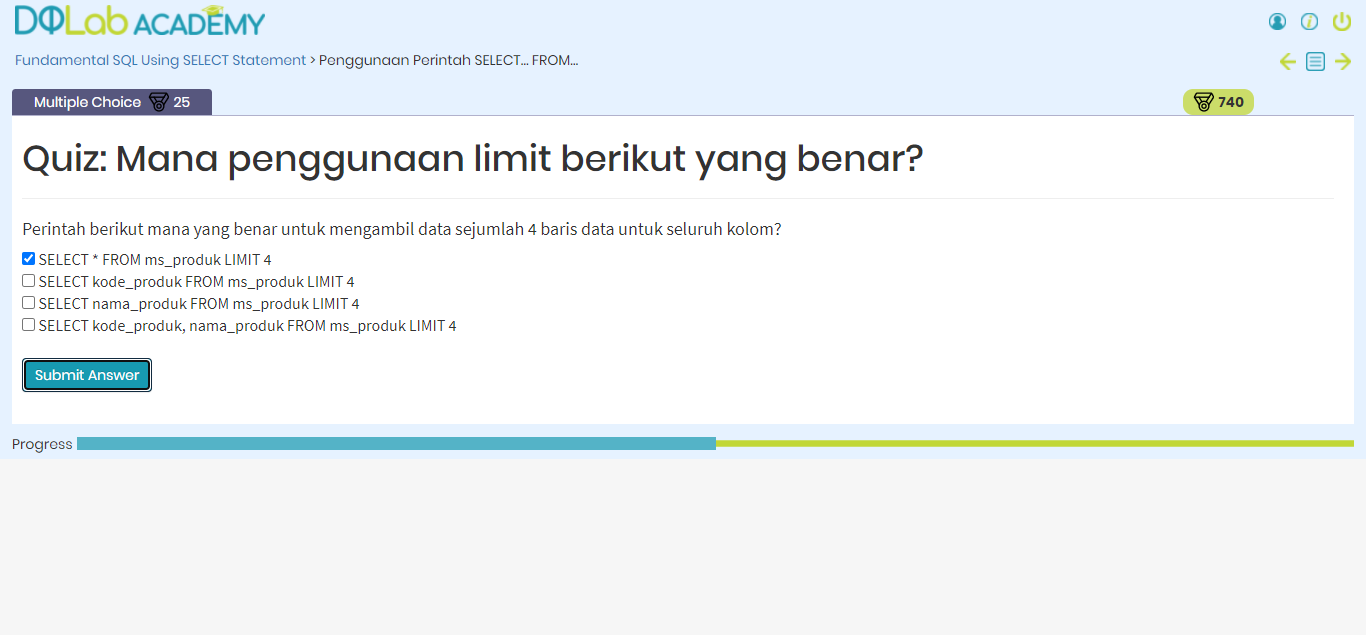 DQLab ACADEMY
Fundamental SQL Using SELECT Statement > Penggunaan Perintah SELECT... FROM...
Multiple Choice 25
740
Quiz: Mana penggunaan limit berikut yang benar?
Perintah berikut mana yang benar untuk mengambil data sejumlah 4 baris data untuk seluruh kolom?
SELECT * FROM ms_produk LIMIT 4
SELECT kode_produk FROM ms_produk LIMIT 4
SELECT nama_produk FROM ms_produk LIMIT 4
SELECT kode_produk, nama_produk FROM ms_produk LIMIT 4
Submit Answer
Progress